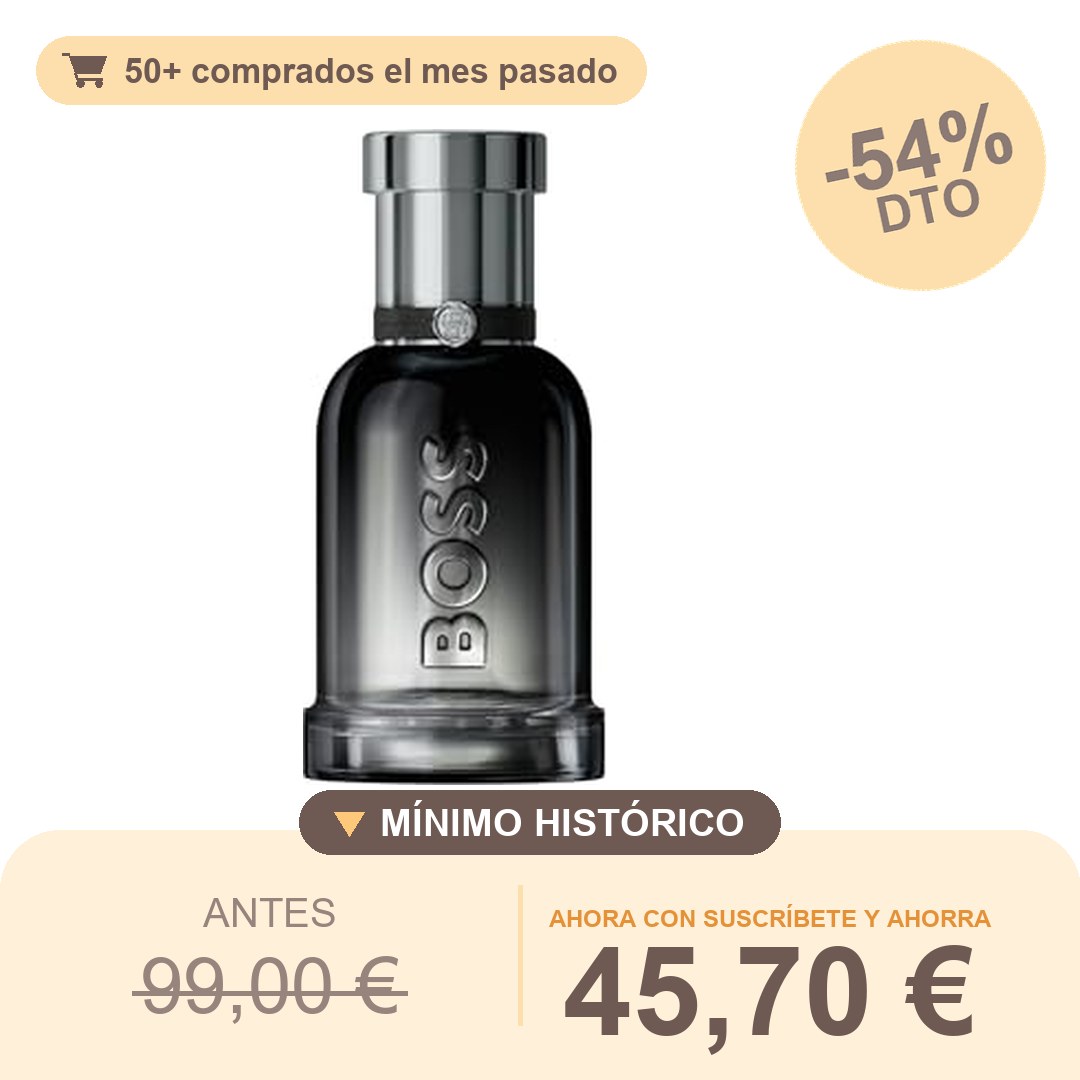 50+ comprados el mes pasado
-54%
DTO
BOSS
MÍNIMO HISTÓRICO
ANTES
99,00 €
AHORA CON SUSCRÍBETE Y AHORRA
45,70 €